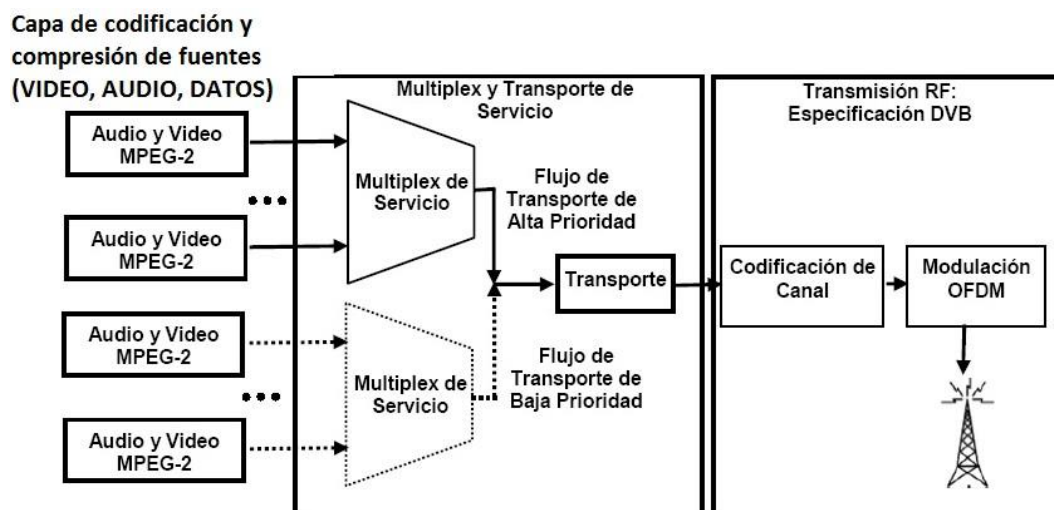 Capa de codificación y
compresión de fuentes
(VIDEO, AUDIO, DATOS)
Audio y Video
MPEG-2
Audio y Video
MPEG-2
Audio y Video
MPEG-2
Audio y Video
MPEG-2
Multiplex y Transporte de
Servicio
Multiplex de
Servicio
Flujo de
Transporte de
Alta Prioridad
Transporte
Multiplex de
Servicio
Flujo de
Transporte de
Baja Prioridad
Transmisión RF:
Especificación DVB
Codificación de
Canal
Modulación
OFDM